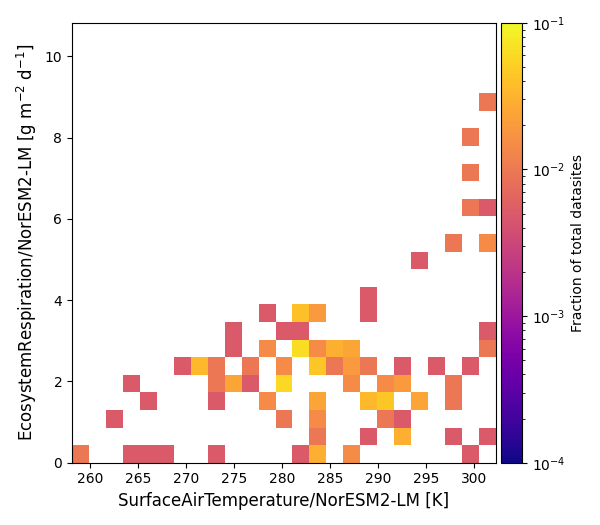 10
8
6
4
2
0
EcosystemRespiration/NorESM2-LM [g m⁻² d⁻¹]
260 265 270 275 280 285 290 295 300
SurfaceAirTemperature/NorESM2-LM [K]
10⁻¹
10⁻²
10⁻³
10⁻⁴
Fraction of total datasites